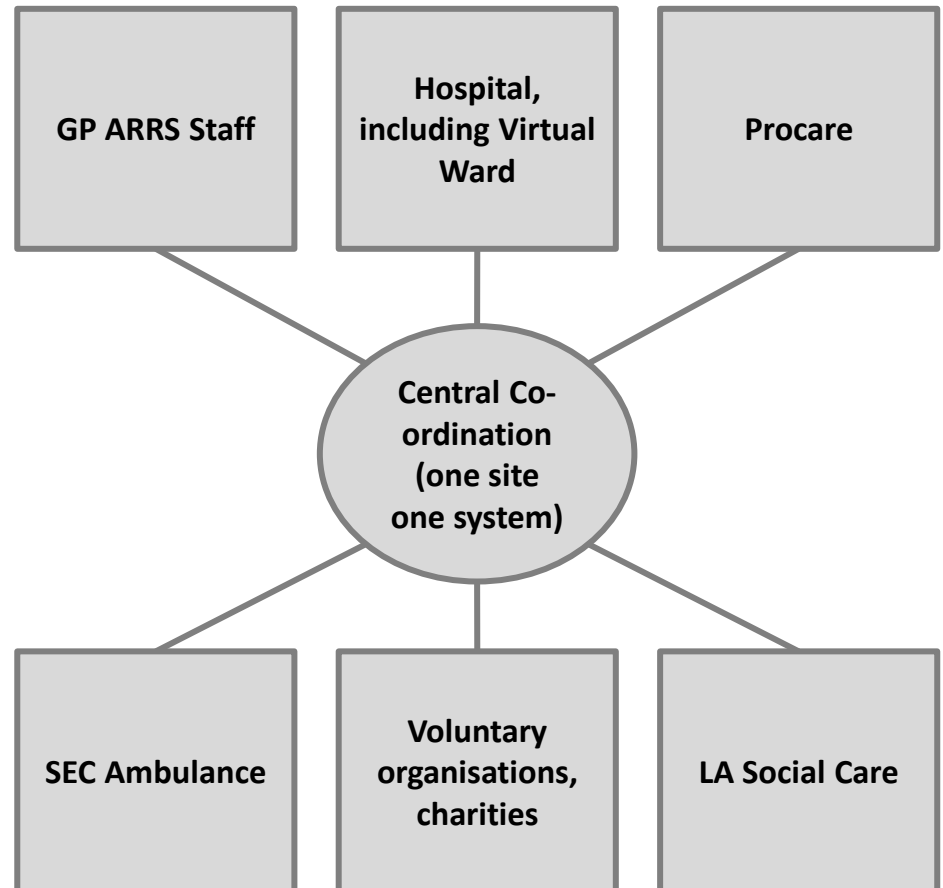 GP ARRS Staff
Hospital,
including Virtual
Ward
Procare
Central Co-
ordination
(one site
one system)
SEC Ambulance
Voluntary
organisations,
charities
LA Social Care